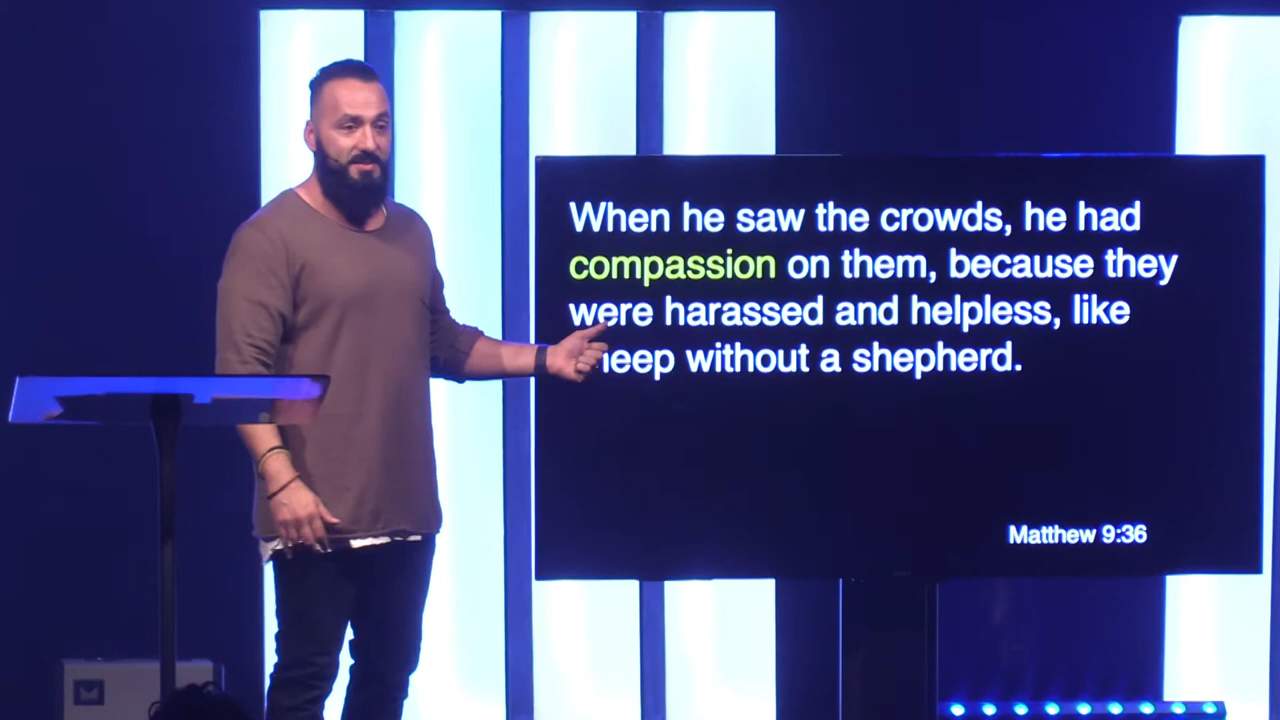 When he saw the crowds, he had
compassion on them, because they
were harassed and helpless, like
without a shepherd.
Matthew 9:36